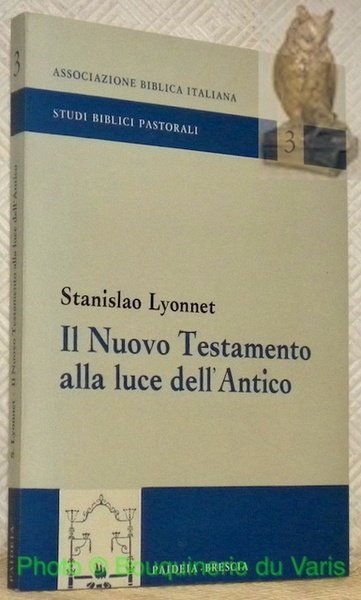 3
ASSOCIAZIONE BIBLICA ITALIANA
STUDI BIBLICI PASTORALI
3
Stanislao Lyonnet
Il Nuovo Testamento
alla luce dell'Antico
PAIDEIA - BRESCIA
S. Lyonnet Il Nuovo Testamento alla luce dell'Antico
PAIDEIA
Photo © Bouquinerie du Varis